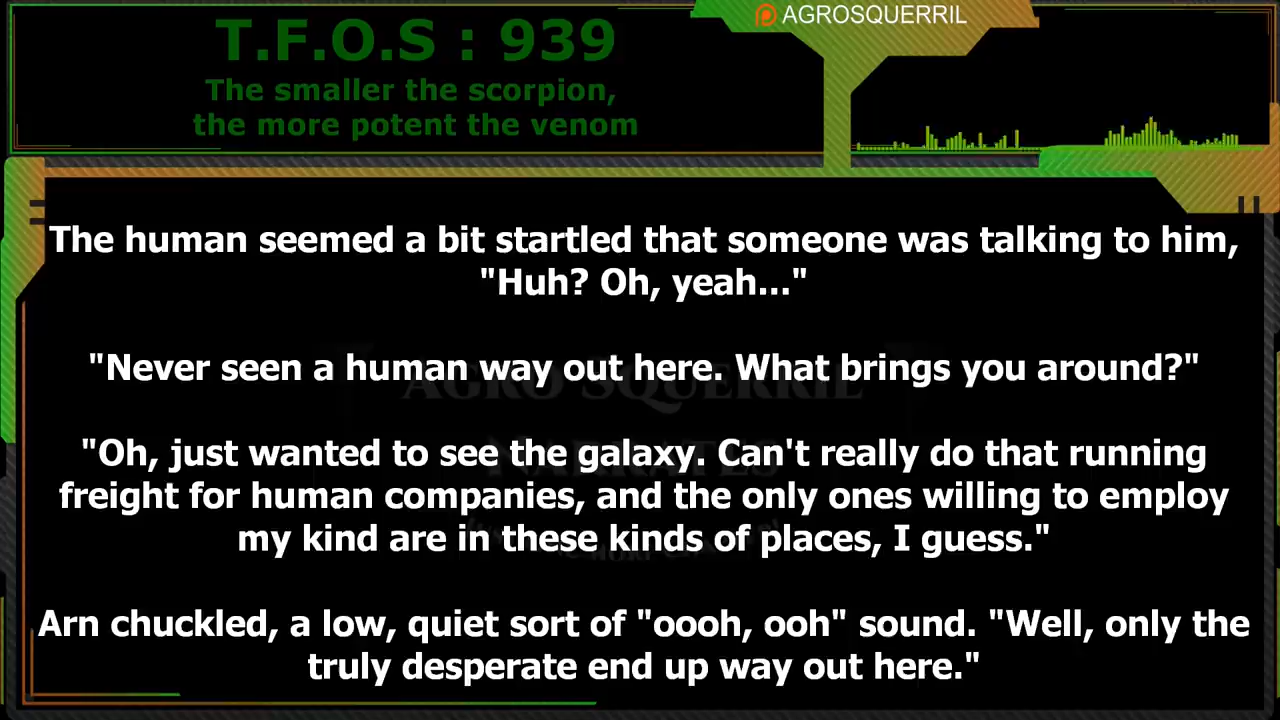 AGROSQUERRIL
T.F.O.S : 939
The smaller the scorpion,
the more potent the venom
The human seemed a bit startled that someone was talking to him,
"Huh? Oh, yeah..."
"Never seen a human way out here. What brings you around?"
"Oh, just wanted to see the galaxy. Can't really do that running
freight for human companies, and the only ones willing to employ
my kind are in these kinds of places, I guess."
Arn chuckled, a low, quiet sort of "oooh, ooh" sound. "Well, only the
truly desperate end up way out here."
AGRO SQUERRIL
NARRATES